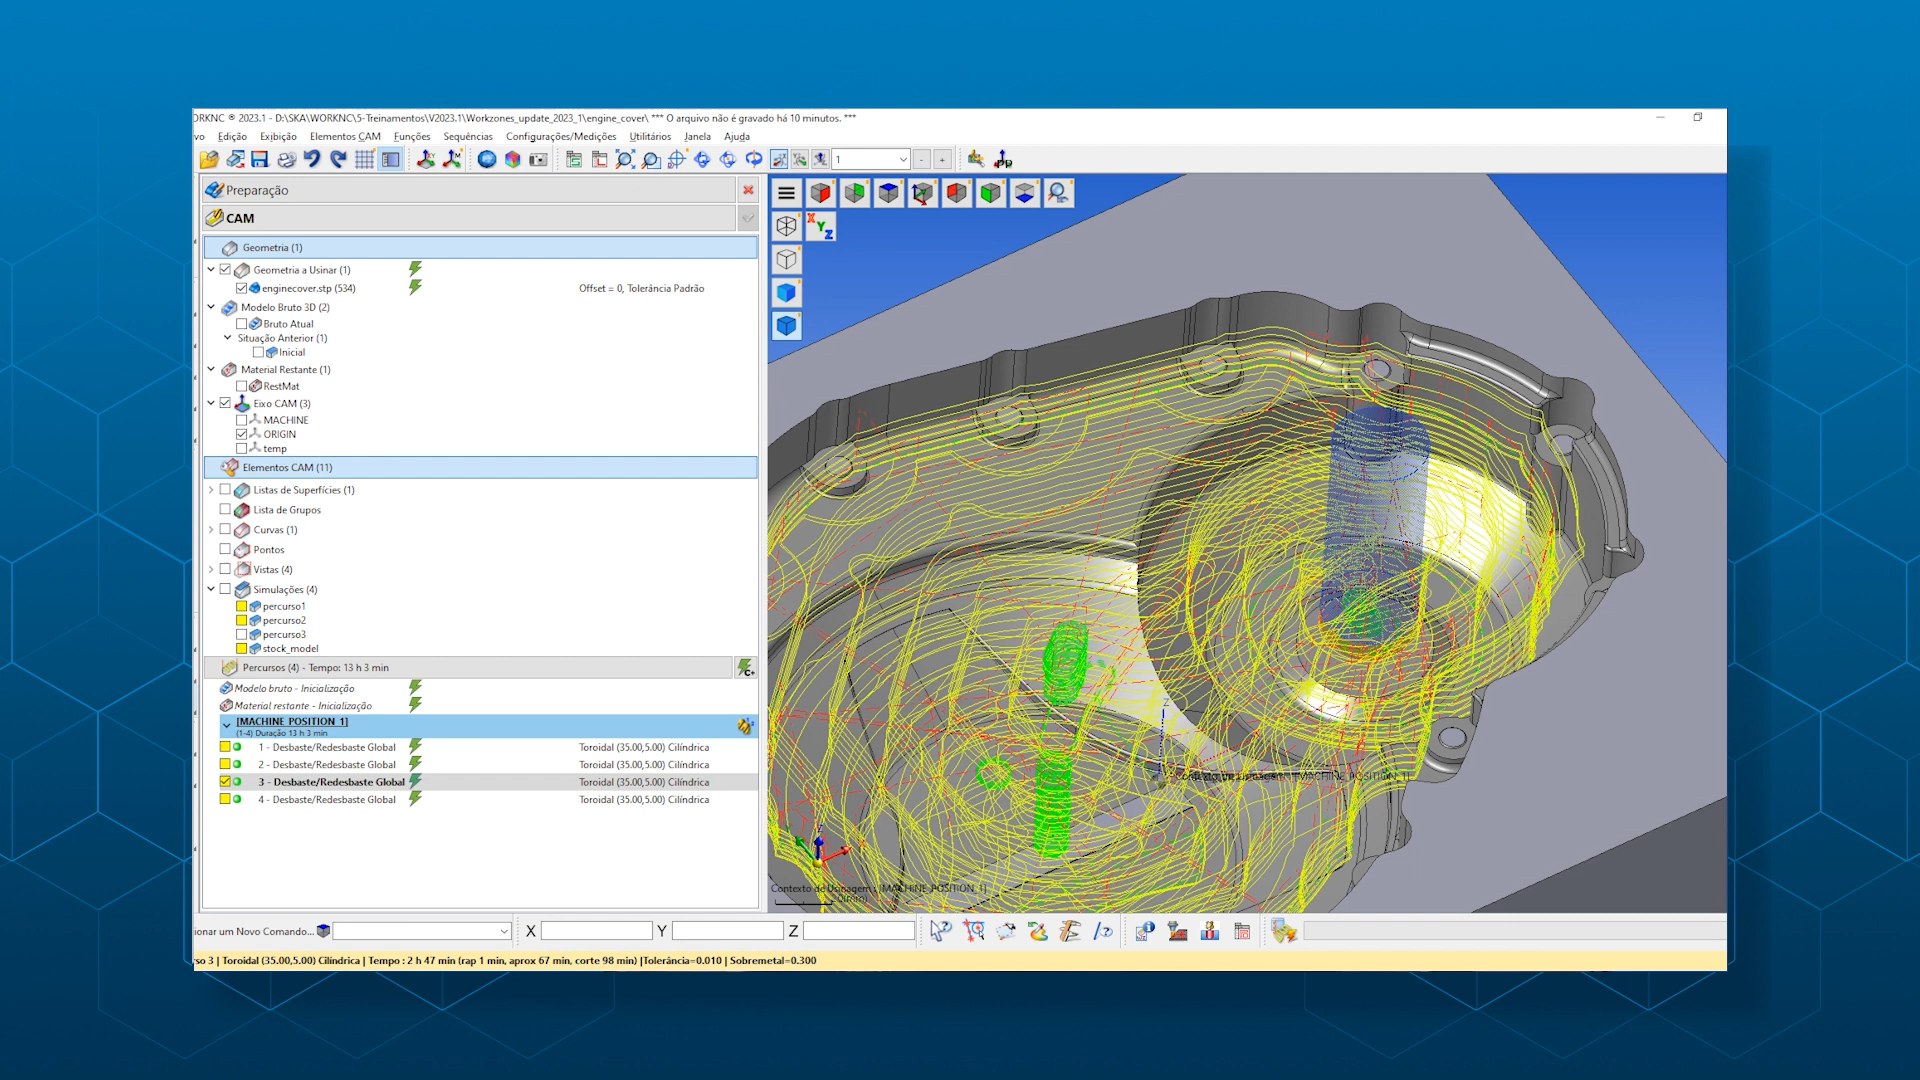 ORKNC ® 2023.1 - D:\SKA\WORKNC\5-Treinamentos\V2023.1\Workzones_update_2023_1\engine_cover\ *** O arquivo não é gravado há 10 minutos. ***
vo Edição Exibição Elementos CAM Funções Sequências Configurações/Medições Utilitários Janela Ajuda
1
Preparação
CAM
Geometria (1)
Geometria a Usinar (1)
enginecover.stp (534) Offset = 0, Tolerância Padrão
Modelo Bruto 3D (2)
Bruto Atual
Situação Anterior (1)
Inicial
Material Restante (1)
RestMat
Eixo CAM (3)
MACHINE
ORIGIN
temp
Elementos CAM (11)
Listas de Superfícies (1)
Lista de Grupos
Curvas (1)
Pontos
Vistas (4)
Simulações (4)
percurso1
percurso2
percurso3
stock_model
Percursos (4) - Tempo: 13 h 3 min
Modelo bruto - Inicialização
Material restante - Inicialização
[MACHINE_POSITION_1]
(1-4) Duração 13 h 3 min
1 - Desbaste/Redesbaste Global Toroidal (35.00,5.00) Cilíndrica
2 - Desbaste/Redesbaste Global Toroidal (35.00,5.00) Cilíndrica
3 - Desbaste/Redesbaste Global Toroidal (35.00,5.00) Cilíndrica
4 - Desbaste/Redesbaste Global Toroidal (35.00,5.00) Cilíndrica
X Y Z
Z
Contexto de Usinagem : [MACHINE_POSITION_1]
Contexto de Usinagem : [MACHINE_POSITION_1]
ionar um Novo Comando... X Y Z
so 3 | Toroidal (35.00,5.00) Cilíndrica | Tempo : 2 h 47 min (rap 1 min, aprox 67 min, corte 98 min) |Tolerância=0.010 | Sobremetal=0.300